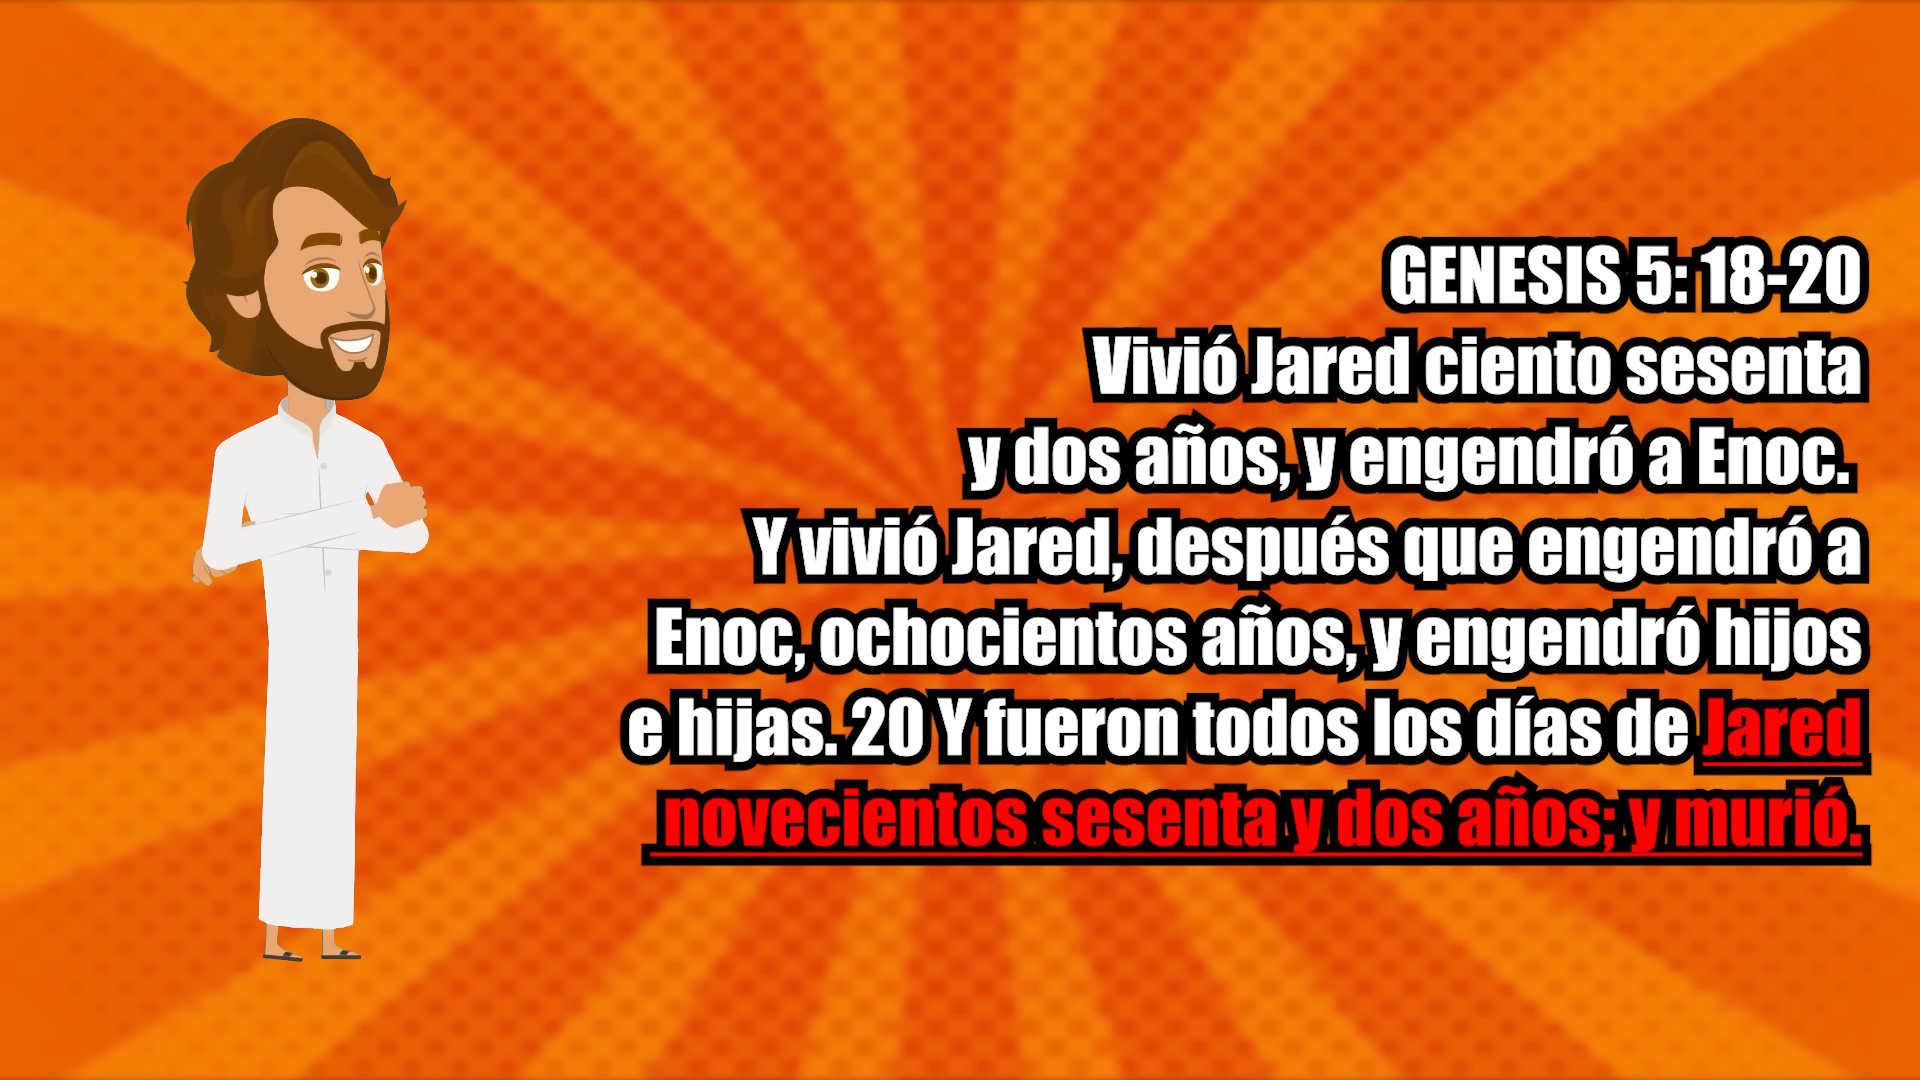 GENESIS 5: 18-20
Vivió Jared ciento sesenta
y dos años, y engendró a Enoc.
Y vivió Jared, después que engendró a
Enoc, ochocientos años, y engendró hijos
e hijas. 20 Y fueron todos los días de Jared
novecientos sesenta y dos años; y murió.